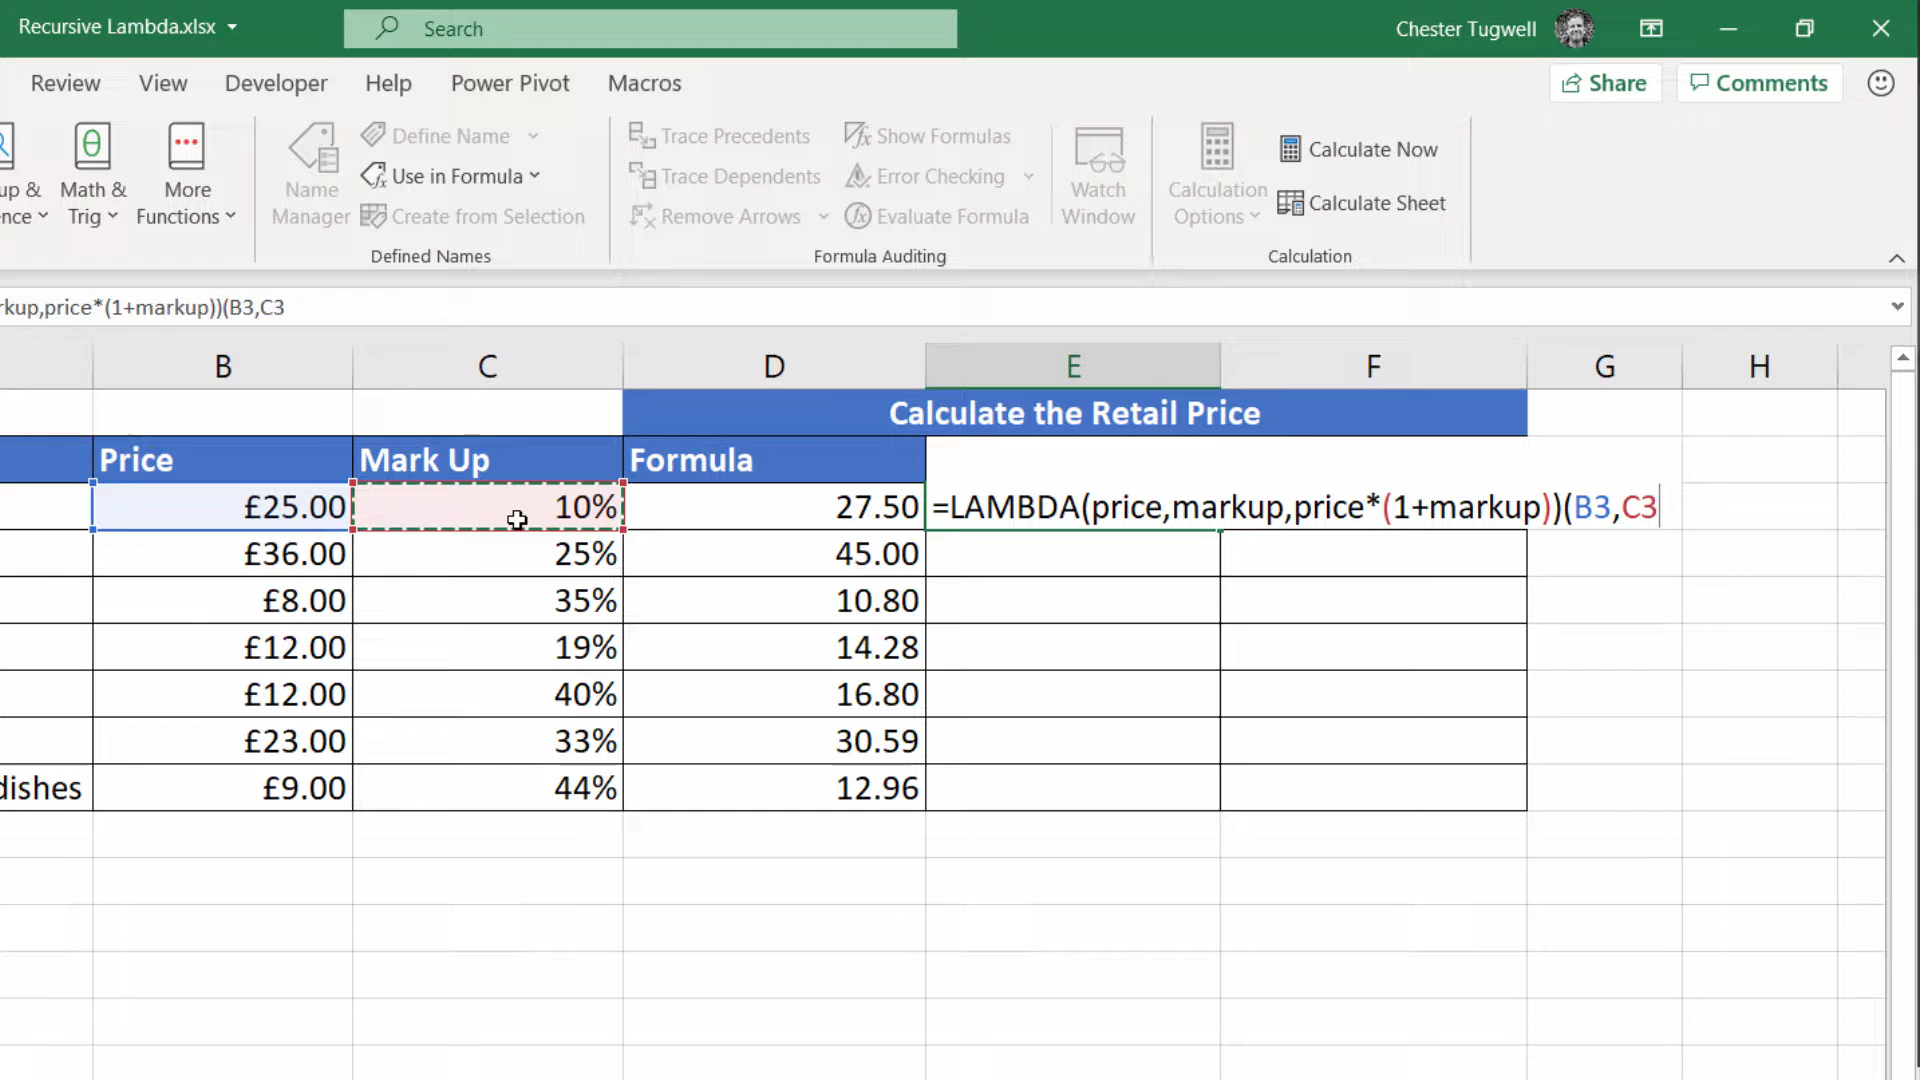 Recursive Lambda.xlsx
Search
Chester Tugwell
Review View Developer Help Power Pivot Macros
Share Comments
up &
nce
Math &
Trig
More
Functions
Name
Manager
Define Name
Use in Formula
Create from Selection
Defined Names
Trace Precedents
Trace Dependents
Remove Arrows
Show Formulas
Error Checking
Evaluate Formula
Formula Auditing
Watch
Window
Calculation
Options
Calculate Now
Calculate Sheet
Calculation
rkup,price*(1+markup))(B3,C3
B C D E F G H
Calculate the Retail Price
Price Mark Up Formula
£25.00 10% 27.50 =LAMBDA(price,markup,price*(1+markup))(B3,C3
£36.00 25% 45.00
£8.00 35% 10.80
£12.00 19% 14.28
£12.00 40% 16.80
£23.00 33% 30.59
dishes £9.00 44% 12.96